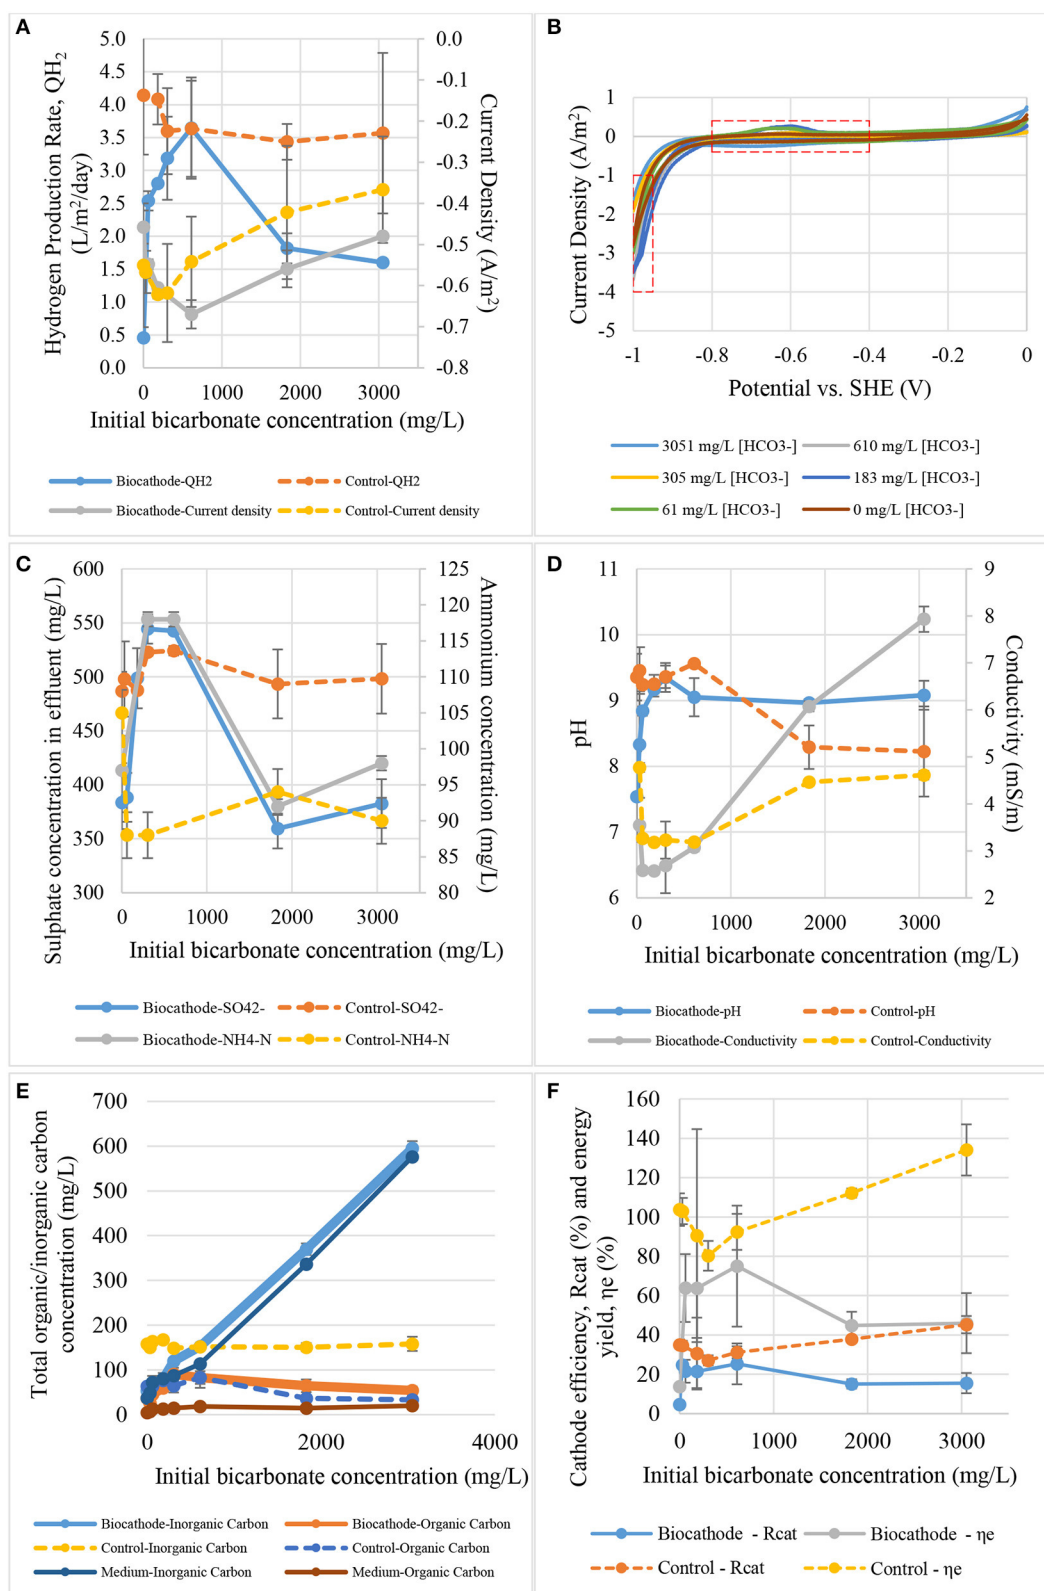 A
5.0
4.5
4.0
3.5
3.0
2.5
2.0
1.5
1.0
0.5
0.0
Hydrogen Production Rate, QH2
(L/m2/day)
0.0
-0.1
-0.2
-0.3
-0.4
-0.5
-0.6
-0.7
-0.8
Current Density (A/m2)
0 1000 2000 3000
Initial bicarbonate concentration (mg/L)
Biocathode-QH2 Control-QH2
Biocathode-Current density Control-Current density
B
1
0
-1
-2
-3
-4
-5
Current Density (A/m2)
-1 -0.8 -0.6 -0.4 -0.2 0
Potential vs. SHE (V)
3051 mg/L [HCO3-] 610 mg/L [HCO3-]
305 mg/L [HCO3-] 183 mg/L [HCO3-]
61 mg/L [HCO3-] 0 mg/L [HCO3-]
C
600
550
500
450
400
350
300
Sulphate concentration in effluent (mg/L)
125
120
115
110
105
100
95
90
85
80
Ammonium concentration (mg/L)
0 1000 2000 3000
Initial bicarbonate concentration (mg/L)
Biocathode-SO42- Control-SO42-
Biocathode-NH4-N Control-NH4-N
D
11
10
9
8
7
6
pH
9
8
7
6
5
4
3
2
Conductivity (mS/m)
0 1000 2000 3000
Initial bicarbonate concentration (mg/L)
Biocathode-pH Control-pH
Biocathode-Conductivity Control-Conductivity
E
700
600
500
400
300
200
100
0
Total organic/inorganic carbon
concentration (mg/L)
0 2000 4000
Initial bicarbonate concentration (mg/L)
Biocathode-Inorganic Carbon Biocathode-Organic Carbon
Control-Inorganic Carbon Control-Organic Carbon
Medium-Inorganic Carbon Medium-Organic Carbon
F
160
140
120
100
80
60
40
20
0
Cathode efficiency, Rcat (%) and energy
yield, ηe (%)
0 1000 2000 3000
Initial bicarbonate concentration (mg/L)
Biocathode - Rcat Biocathode - ηe
Control - Rcat Control - ηe